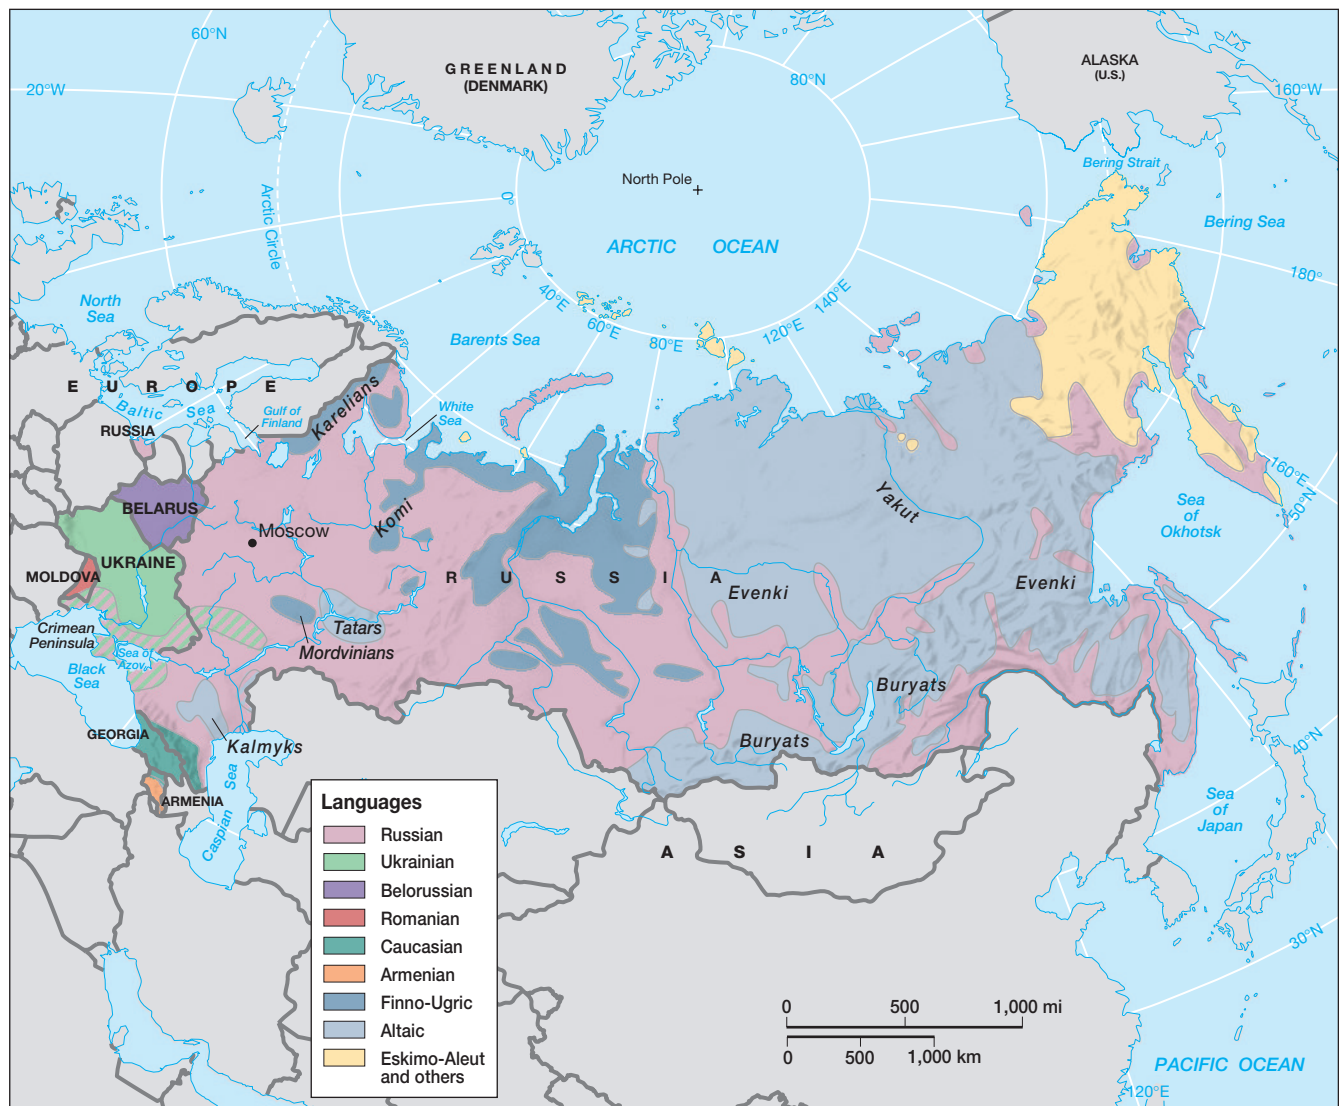 60°N
20°W
GREENLAND
(DENMARK)
80°N
ALASKA
(U.S.)
160°W
Bering Strait
North Pole
Arctic Circle
0°
ARCTIC OCEAN
Bering Sea
180°
North
Sea
40°E
60°E
80°E
120°E
140°E
Barents Sea
EUROPE
Baltic Sea
Gulf of
Finland
Karelians
White
Sea
RUSSIA
160°E
50°N
Sea
of
Okhotsk
BELARUS
Moscow
Komi
Yakut
UKRAINE
MOLDOVA
RUSSIA
Evenki
Evenki
Crimean
Peninsula
Sea of
Azov
Tatars
Mordvinians
Black
Sea
Buryats
GEORGIA
Kalmyks
Buryats
40°N
ARMENIA
Caspian Sea
Sea
of
Japan
ASIA
Languages
Russian
Ukrainian
Belorussian
Romanian
Caucasian
Armenian
Finno-Ugric
Altaic
Eskimo-Aleut
and others
30°N
0 500 1,000 mi
0 500 1,000 km
PACIFIC OCEAN
120°E